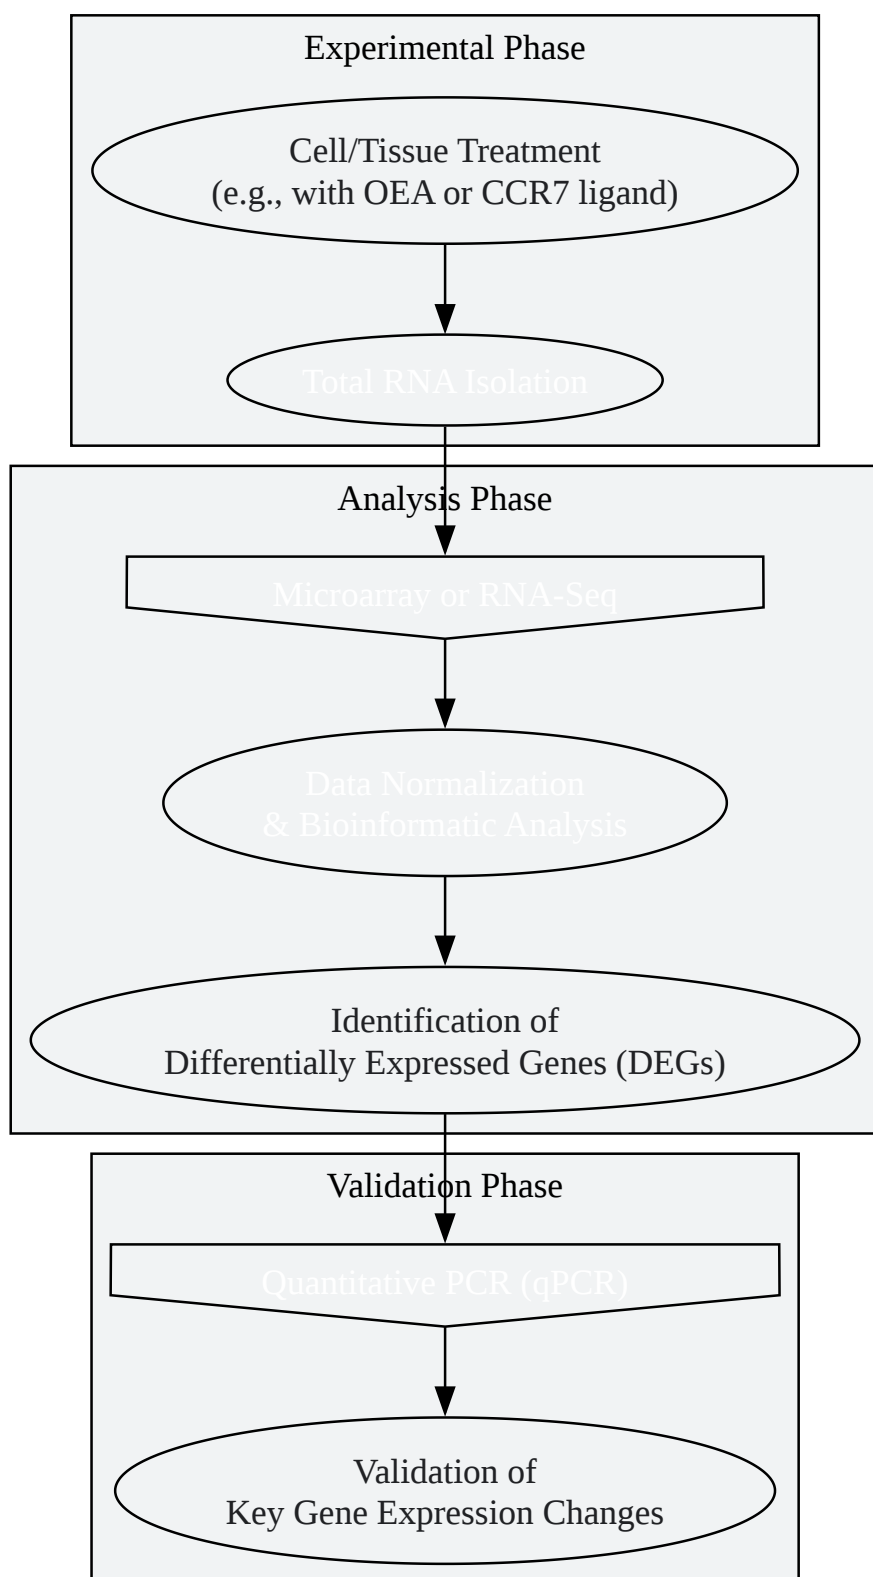 Experimental Phase
Cell/Tissue Treatment
(e.g., with OEA or CCR7 ligand)
Total RNA Isolation
Analysis Phase
Microarray or RNA-Seq
Data Normalization
& Bioinformatic Analysis
Identification of
Differentially Expressed Genes (DEGs)
Validation Phase
Quantitative PCR (qPCR)
Validation of
Key Gene Expression Changes